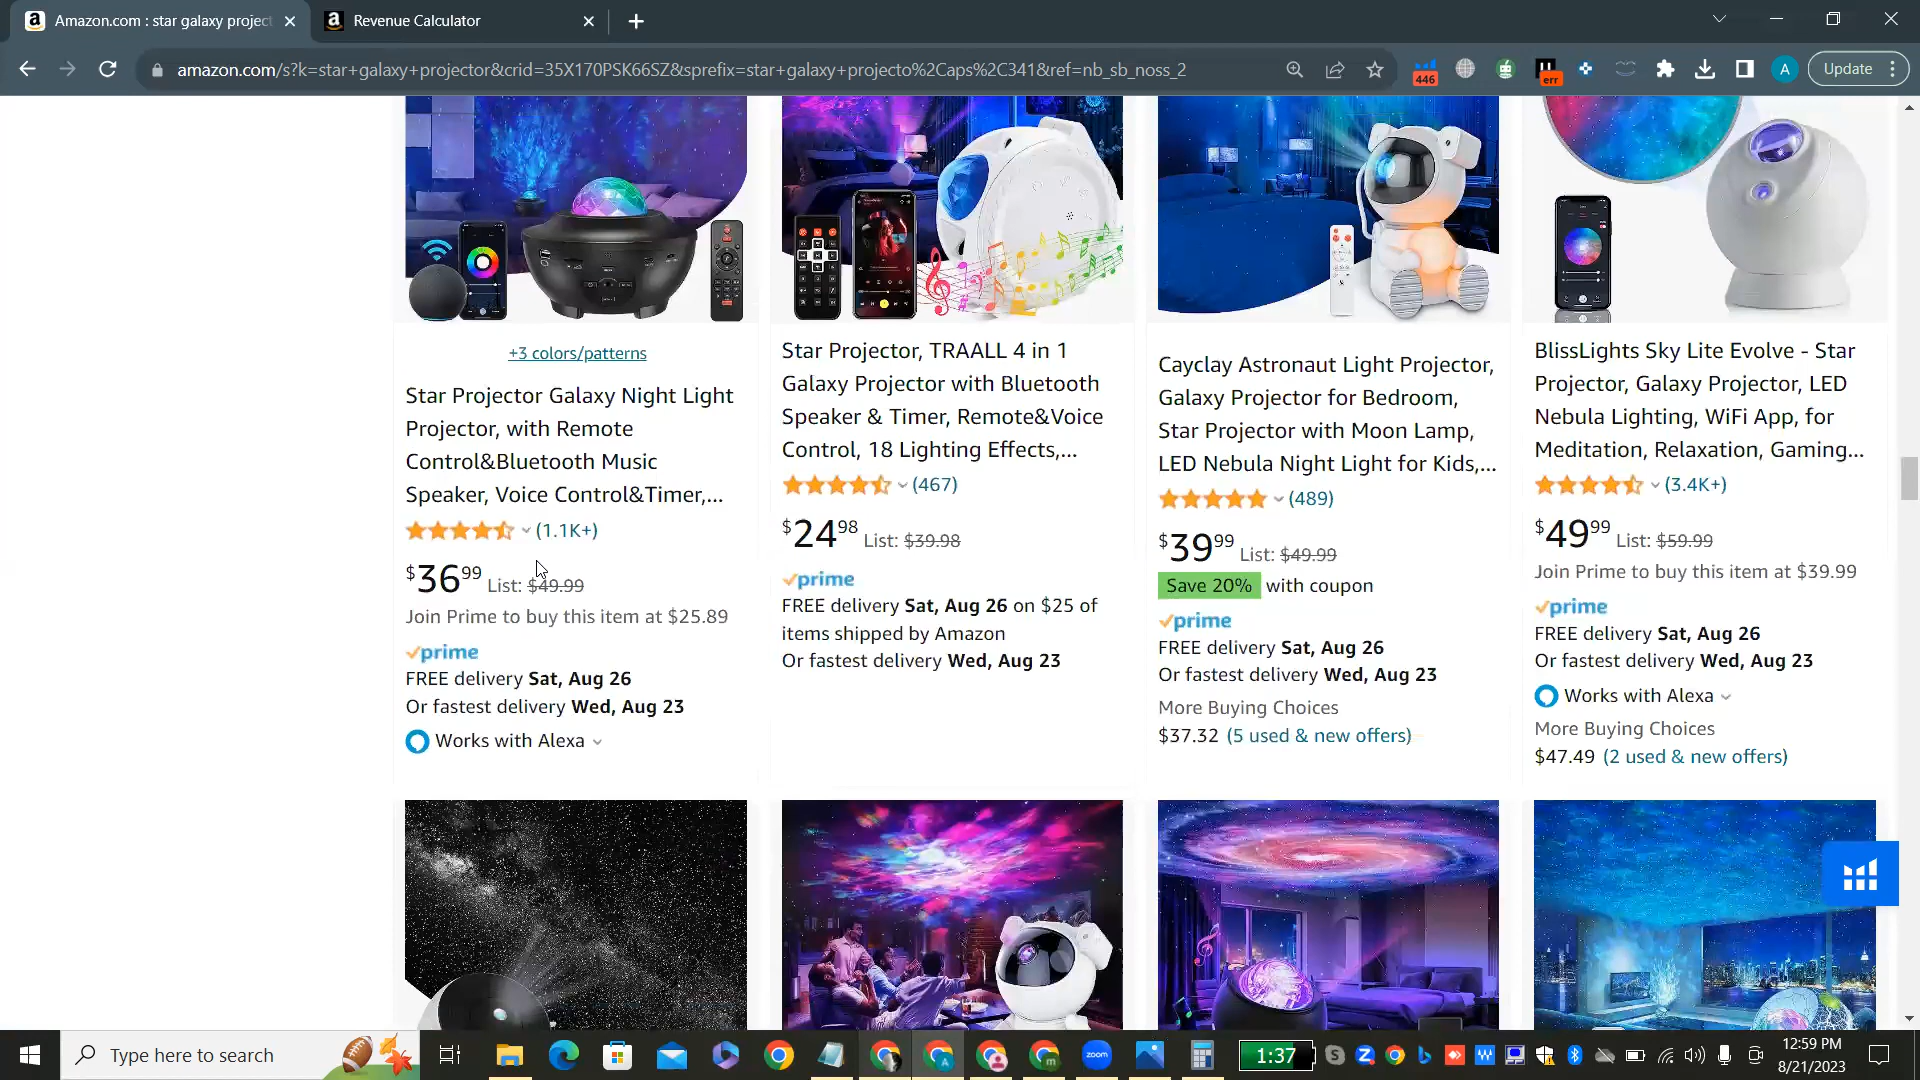 Amazon.com : star galaxy project
Revenue Calculator
amazon.com/s?k=star+galaxy+projector&crid=35X170PSK66SZ&sprefix=star+galaxy+projecto%2Caps%2C341&ref=nb_sb_noss_2
446
err
A
Update
+3 colors/patterns
Star Projector Galaxy Night Light
Projector, with Remote
Control&Bluetooth Music
Speaker, Voice Control&Timer,...
(1.1K+)
$36.99 List: $49.99
Join Prime to buy this item at $25.89
prime
FREE delivery Sat, Aug 26
Or fastest delivery Wed, Aug 23
Works with Alexa
Star Projector, TRAALL 4 in 1
Galaxy Projector with Bluetooth
Speaker & Timer, Remote&Voice
Control, 18 Lighting Effects,...
(467)
$24.98 List: $39.98
prime
FREE delivery Sat, Aug 26 on $25 of
items shipped by Amazon
Or fastest delivery Wed, Aug 23
Cayclay Astronaut Light Projector,
Galaxy Projector for Bedroom,
Star Projector with Moon Lamp,
LED Nebula Night Light for Kids,...
(489)
$39.99 List: $49.99
Save 20% with coupon
prime
FREE delivery Sat, Aug 26
Or fastest delivery Wed, Aug 23
More Buying Choices
$37.32 (5 used & new offers)
BlissLights Sky Lite Evolve - Star
Projector, Galaxy Projector, LED
Nebula Lighting, WiFi App, for
Meditation, Relaxation, Gaming...
(3.4K+)
$49.99 List: $59.99
Join Prime to buy this item at $39.99
prime
FREE delivery Sat, Aug 26
Or fastest delivery Wed, Aug 23
Works with Alexa
More Buying Choices
$47.49 (2 used & new offers)
Type here to search
zoom
1:37
12:59 PM
8/21/2023